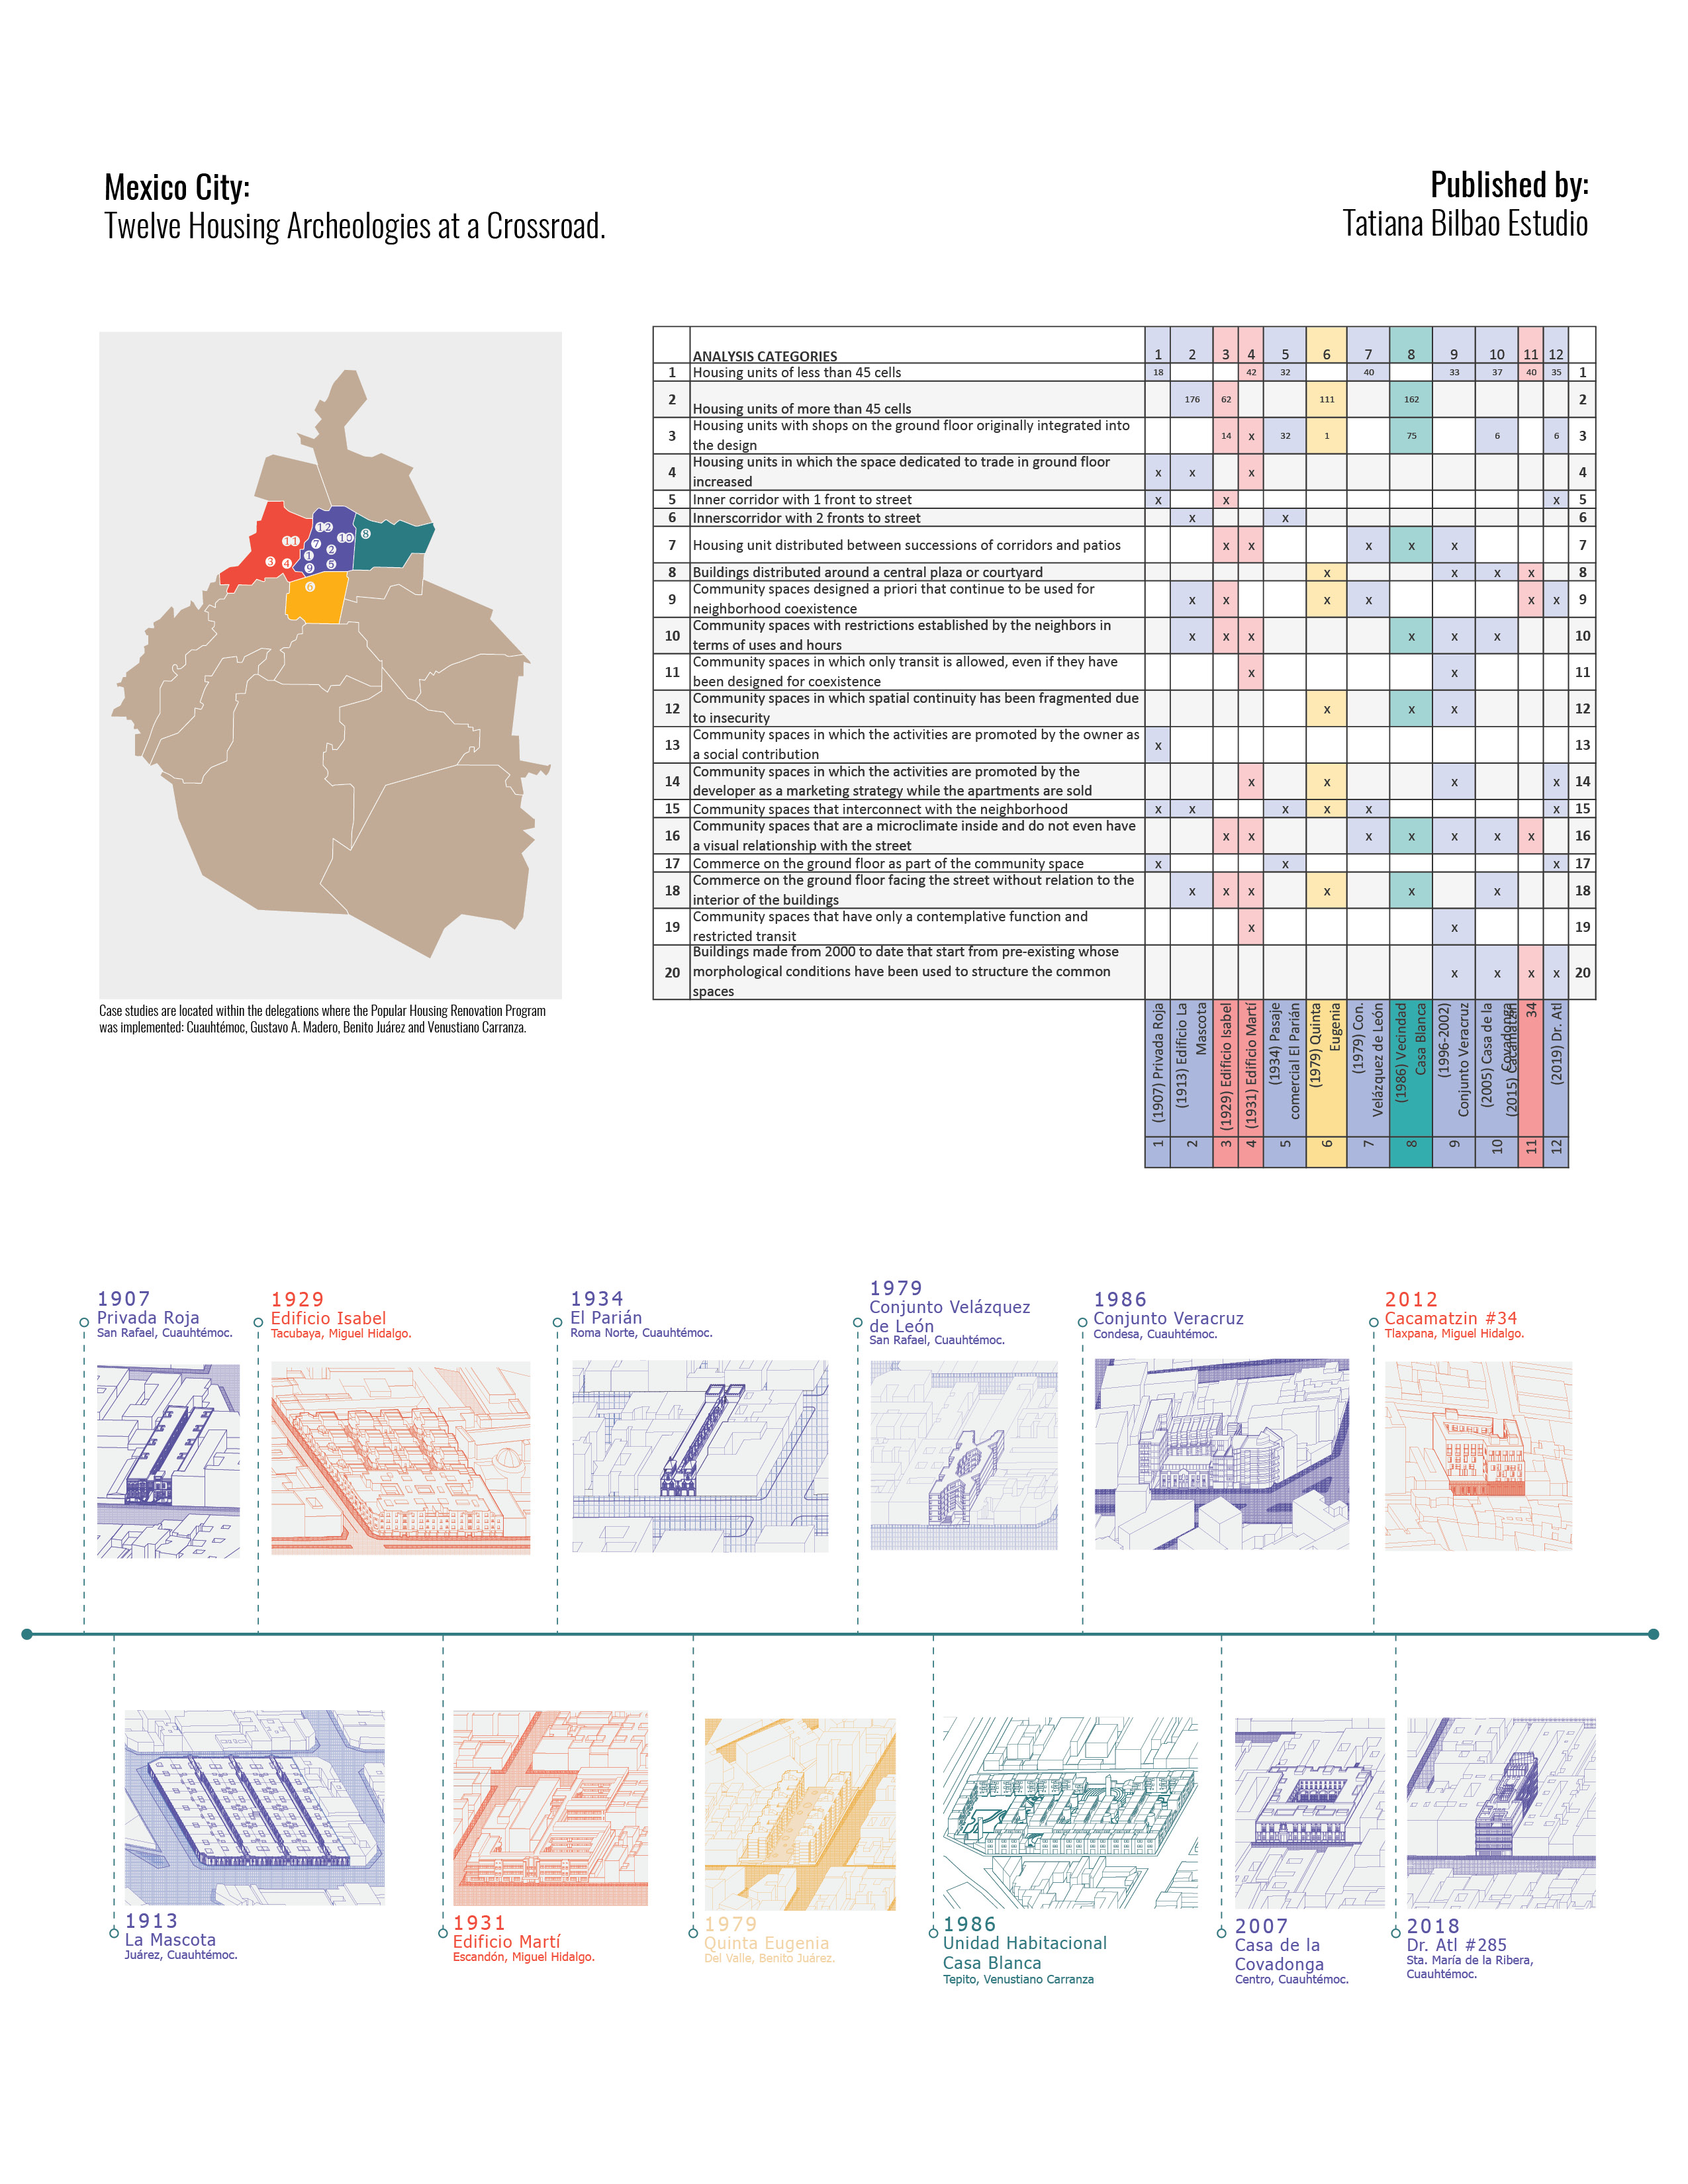 Mexico City:
Twelve Housing Archeologies at a Crossroad.
Published by:
Tatiana Bilbao Estudio
12
11
10
8
7
2
1
3
4
9
5
6
Case studies are located within the delegations where the Popular Housing Renovation Program
was implemented: Cuauhtémoc, Gustavo A. Madero, Benito Juárez and Venustiano Carranza.
ANALYSIS CATEGORIES 1 2 3 4 5 6 7 8 9 10 11 12
1 Housing units of less than 45 cells 18 42 32 40 33 37 40 35 1
2 Housing units of more than 45 cells 176 62 111 162 2
3 Housing units with shops on the ground floor originally integrated into
the design 14 x 32 1 75 6 6 3
4 Housing units in which the space dedicated to trade in ground floor
increased x x x 4
5 Inner corridor with 1 front to street x x x 5
6 Innerscorridor with 2 fronts to street x x 6
7 Housing unit distributed between successions of corridors and patios x x x x x 7
8 Buildings distributed around a central plaza or courtyard x x x x 8
9 Community spaces designed a priori that continue to be used for
neighborhood coexistence x x x x x x 9
10 Community spaces with restrictions established by the neighbors in
terms of uses and hours x x x x x x 10
11 Community spaces in which only transit is allowed, even if they have
been designed for coexistence x x 11
12 Community spaces in which spatial continuity has been fragmented due
to insecurity x x x 12
13 Community spaces in which the activities are promoted by the owner as
a social contribution x 13
14 Community spaces in which the activities are promoted by the
developer as a marketing strategy while the apartments are sold x x x x 14
15 Community spaces that interconnect with the neighborhood x x x x x x 15
16 Community spaces that are a microclimate inside and do not even have
a visual relationship with the street x x x x x x x 16
17 Commerce on the ground floor as part of the community space x x x 17
18 Commerce on the ground floor facing the street without relation to the
interior of the buildings x x x x x x 18
19 Community spaces that have only a contemplative function and
restricted transit x x 19
20 Buildings made from 2000 to date that start from pre-existing whose
morphological conditions have been used to structure the common
spaces x x x x 20
1 (1907) Privada Roja
2 (1913) Edificio La
Mascota
3 (1929) Edificio Isabel
4 (1931) Edificio Martí
5 (1934) Pasaje
comercial El Parián
6 (1979) Quinta
Eugenia
7 (1979) Con.
Velázquez de León
8 (1986) Vecindad
Casa Blanca
9 (1996-2002)
Conjunto Veracruz
10 (2005) Casa de la
Covadonga
11 (2015) Cacamatzin
34
12 (2019) Dr. Atl
1907
Privada Roja
San Rafael, Cuauhtémoc.
1929
Edificio Isabel
Tacubaya, Miguel Hidalgo.
1934
El Parián
Roma Norte, Cuauhtémoc.
1979
Conjunto Velázquez
de León
San Rafael, Cuauhtémoc.
1986
Conjunto Veracruz
Condesa, Cuauhtémoc.
2012
Cacamatzin #34
Tlaxpana, Miguel Hidalgo.
1913
La Mascota
Juárez, Cuauhtémoc.
1931
Edificio Martí
Escandón, Miguel Hidalgo.
1979
Quinta Eugenia
Del Valle, Benito Juárez.
1986
Unidad Habitacional
Casa Blanca
Tepito, Venustiano Carranza
2007
Casa de la
Covadonga
Centro, Cuauhtémoc.
2018
Dr. Atl #285
Sta. María de la Ribera,
Cuauhtémoc.